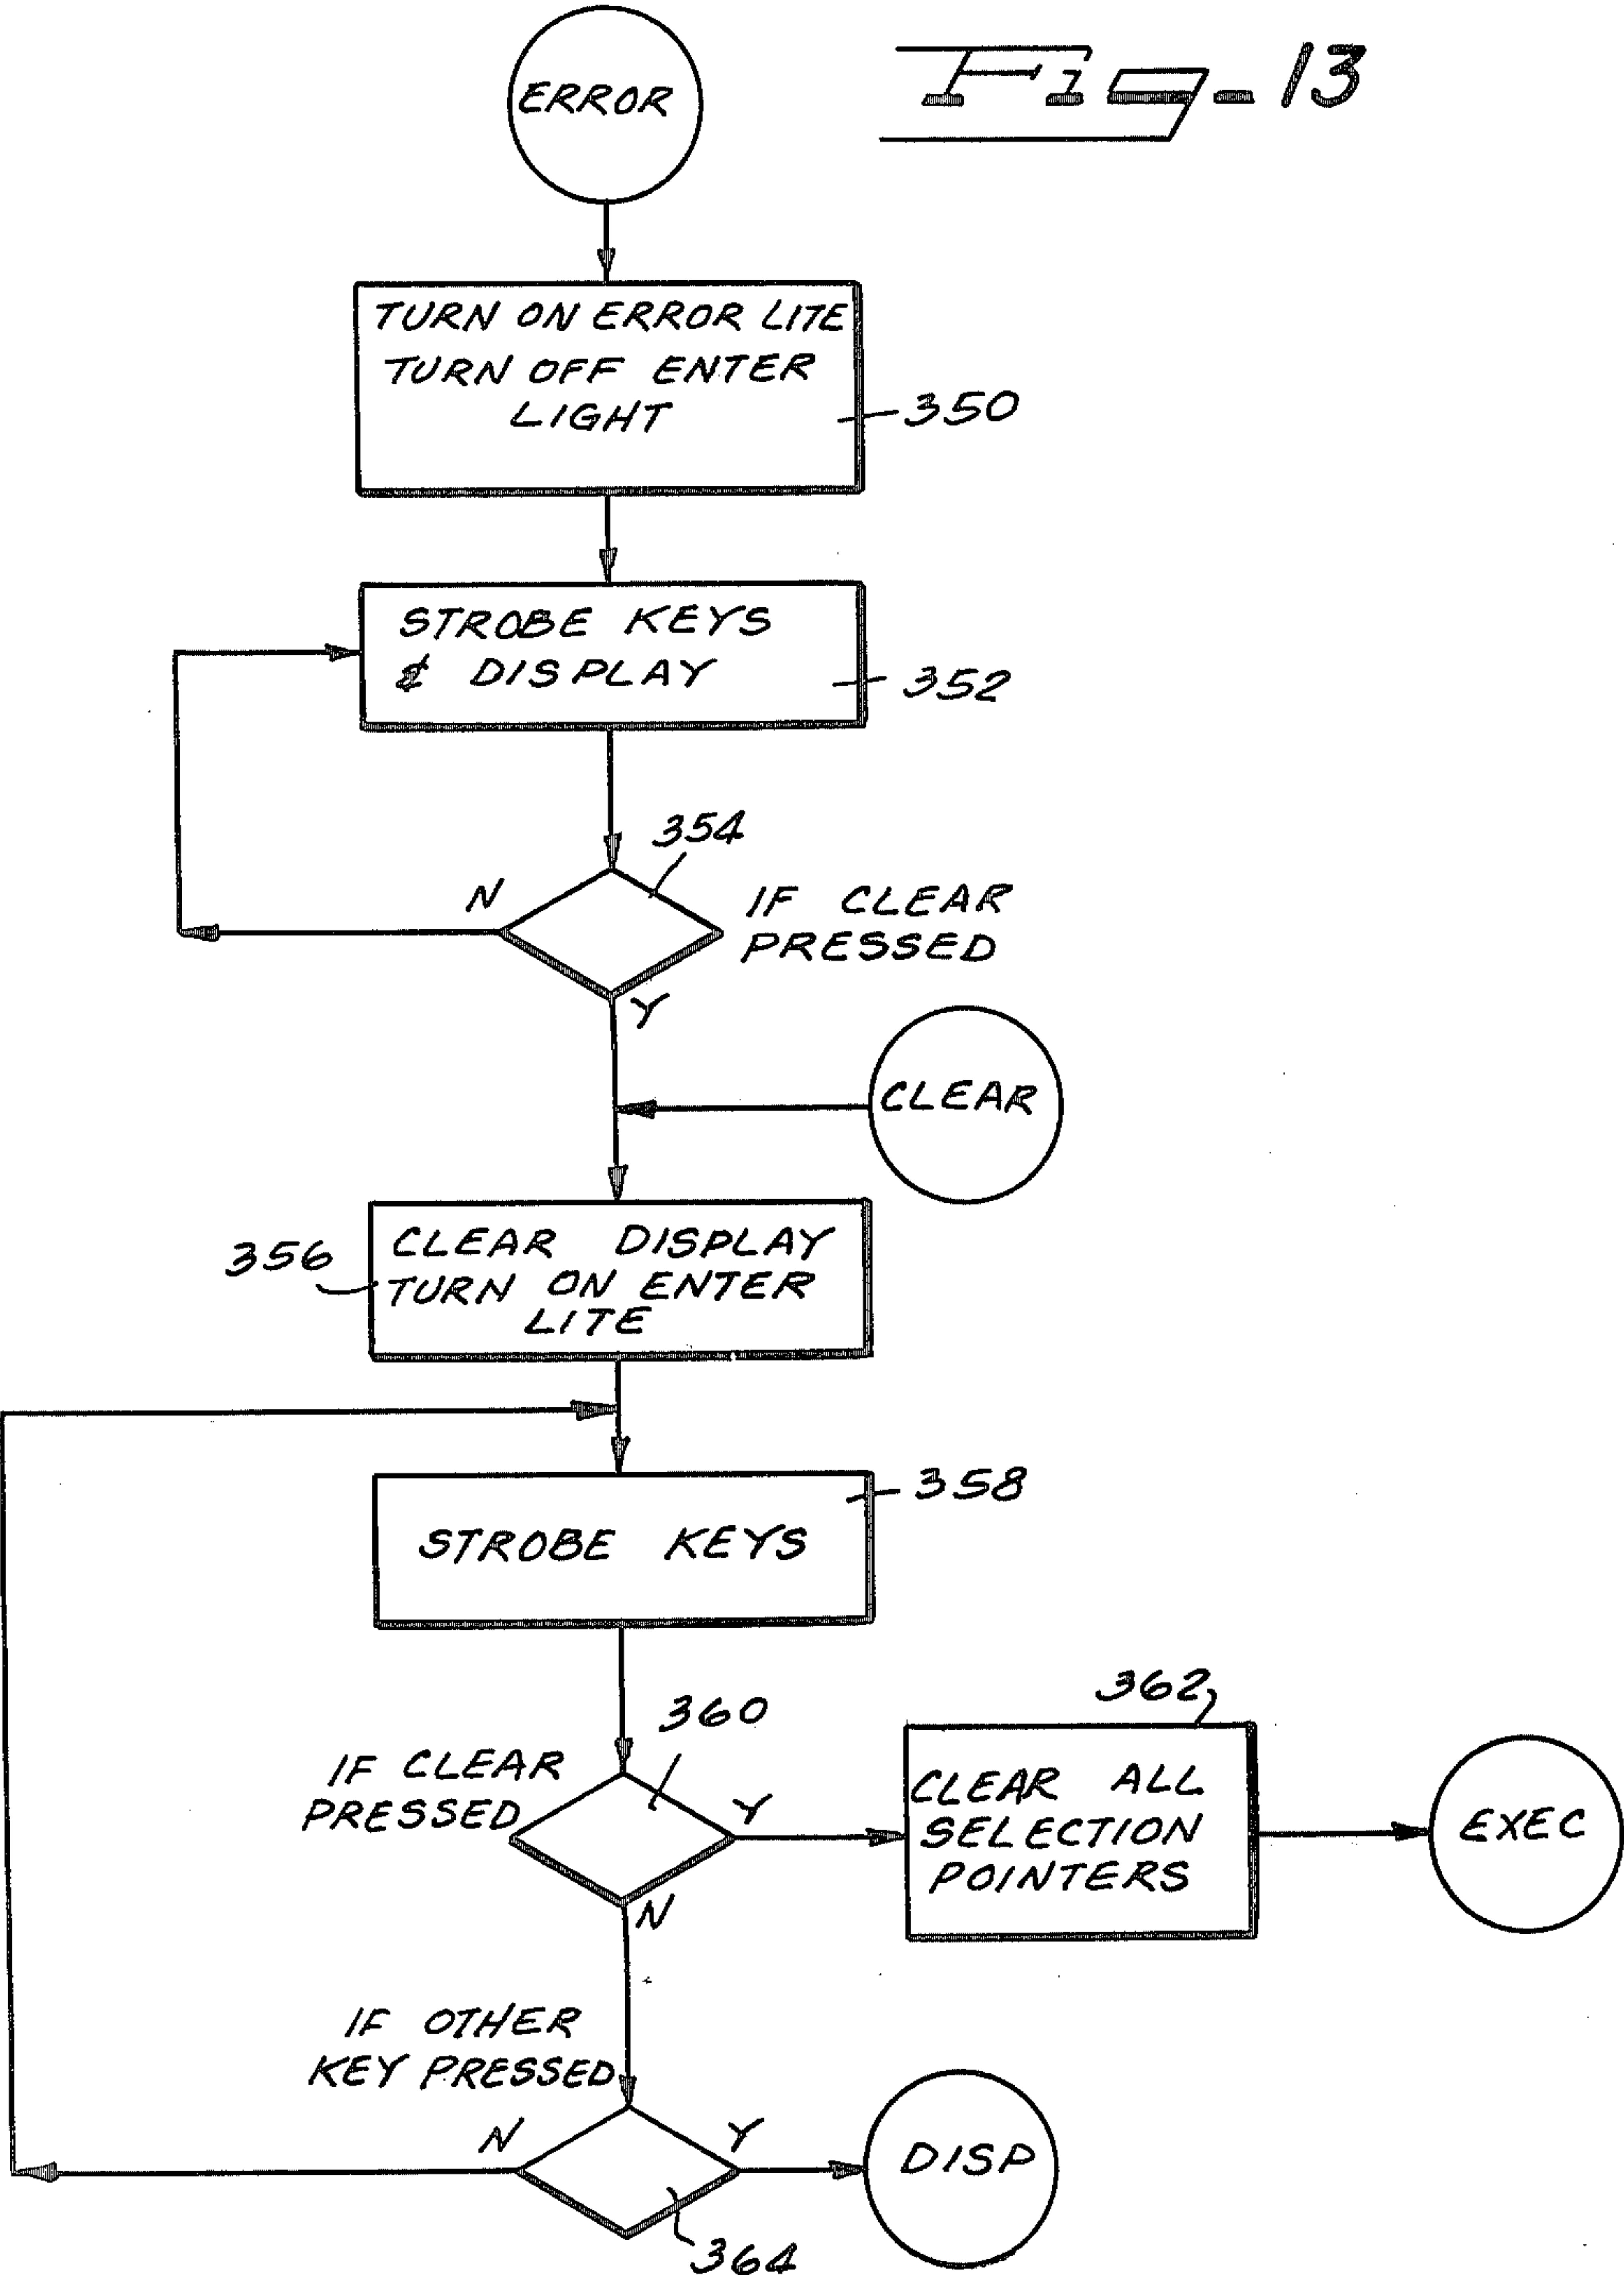 ERROR
Fig-13
TURN ON ERROR LITE
TURN OFF ENTER
LIGHT
350
STROBE KEYS
& DISPLAY
352
354
N
IF CLEAR
PRESSED
Y
CLEAR
356
CLEAR DISPLAY
TURN ON ENTER
LITE
358
STROBE KEYS
360
IF CLEAR
PRESSED
Y
N
362
CLEAR ALL
SELECTION
POINTERS
EXEC
IF OTHER
KEY PRESSED
N
Y
DISP
364